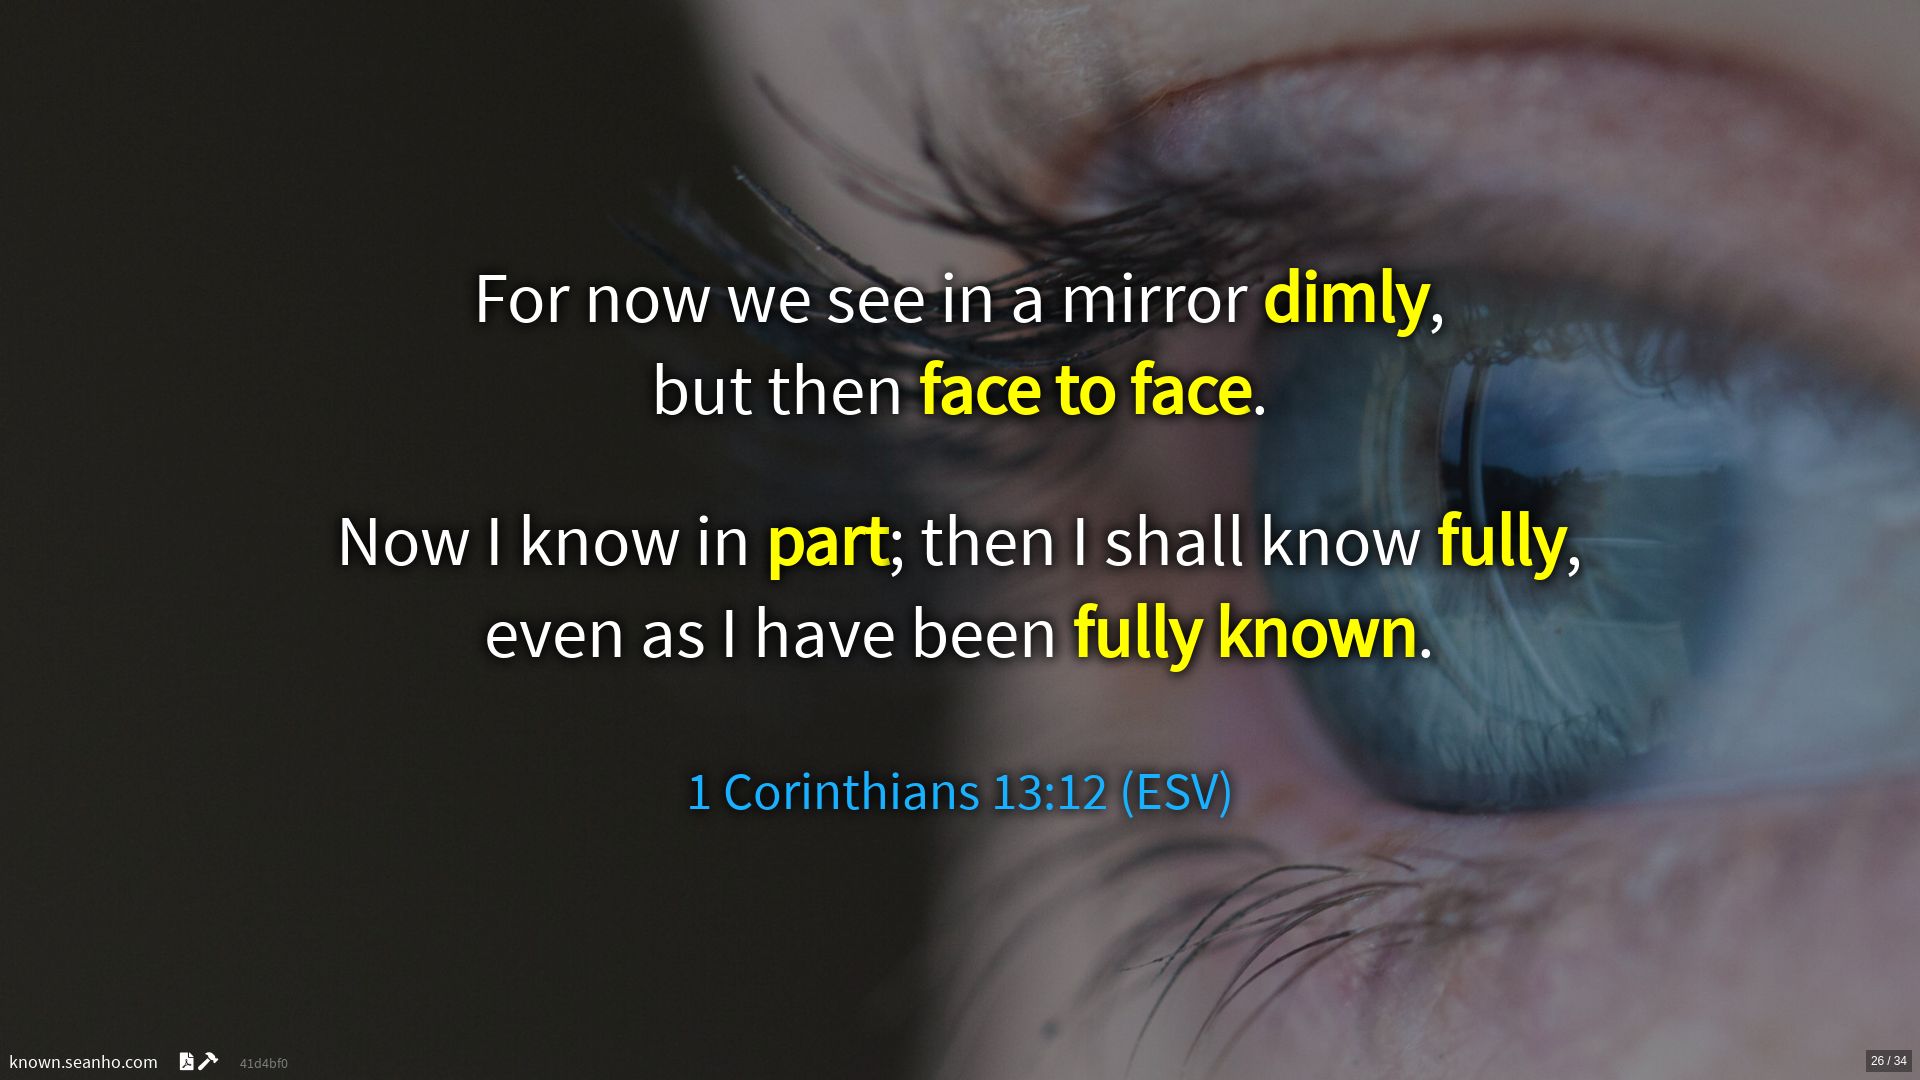 For now we see in a mirror dimly,
but then face to face.
Now I know in part; then I shall know fully,
even as I have been fully known.
1 Corinthians 13:12 (ESV)
known.seanho.com
41d4bf0
26 / 34